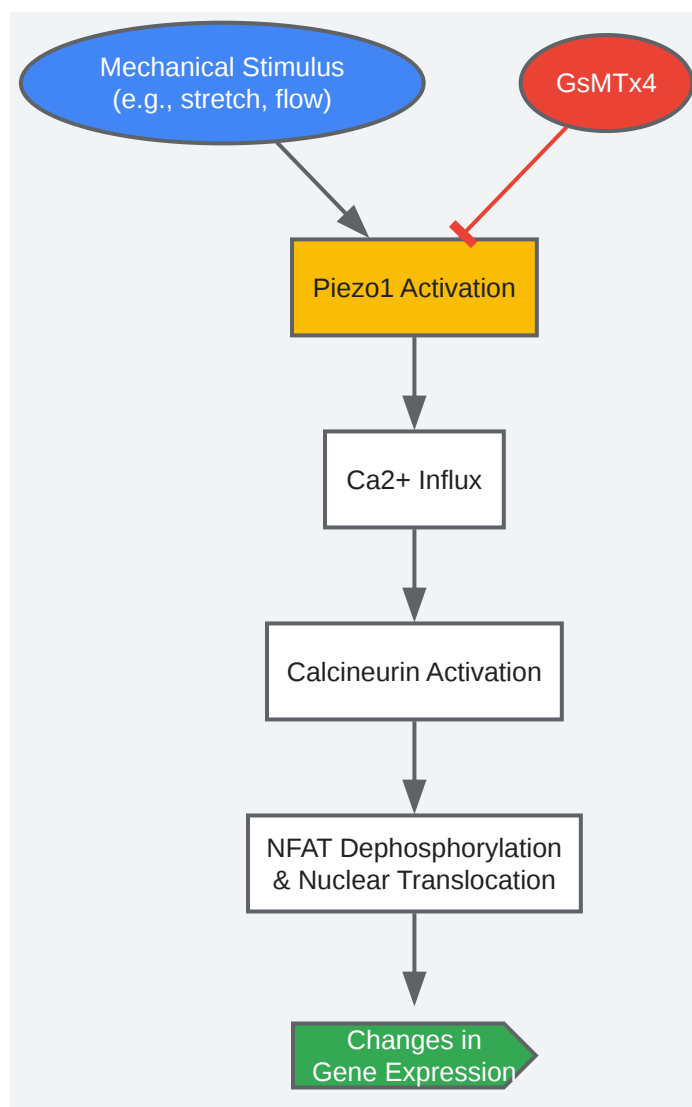 Mechanical Stimulus
(e.g., stretch, flow)
GsMTx4
Piezo1 Activation
Ca2+ Influx
Calcineurin Activation
NFAT Dephosphorylation
& Nuclear Translocation
Changes in
Gene Expression